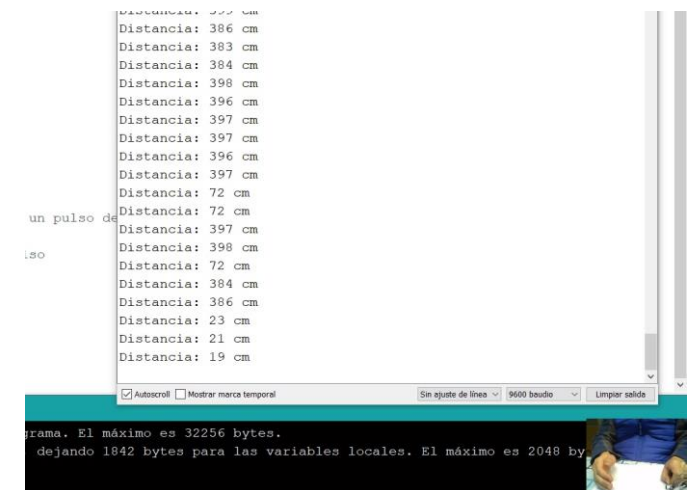 Distancia: 399 cm
Distancia: 386 cm
Distancia: 383 cm
Distancia: 384 cm
Distancia: 398 cm
Distancia: 396 cm
Distancia: 397 cm
Distancia: 397 cm
Distancia: 396 cm
Distancia: 397 cm
Distancia: 72 cm
Distancia: 72 cm
un pulso de
Distancia: 397 cm
Distancia: 398 cm
Distancia: 72 cm
Distancia: 384 cm
Distancia: 386 cm
Distancia: 23 cm
Distancia: 21 cm
Distancia: 19 cm
Autoscroll
Mostrar marca temporal
Sin ajuste de línea
9600 baudio
Limpiar salida
grama. El máximo es 32256 bytes.
dejando 1842 bytes para las variables locales. El máximo es 2048 by